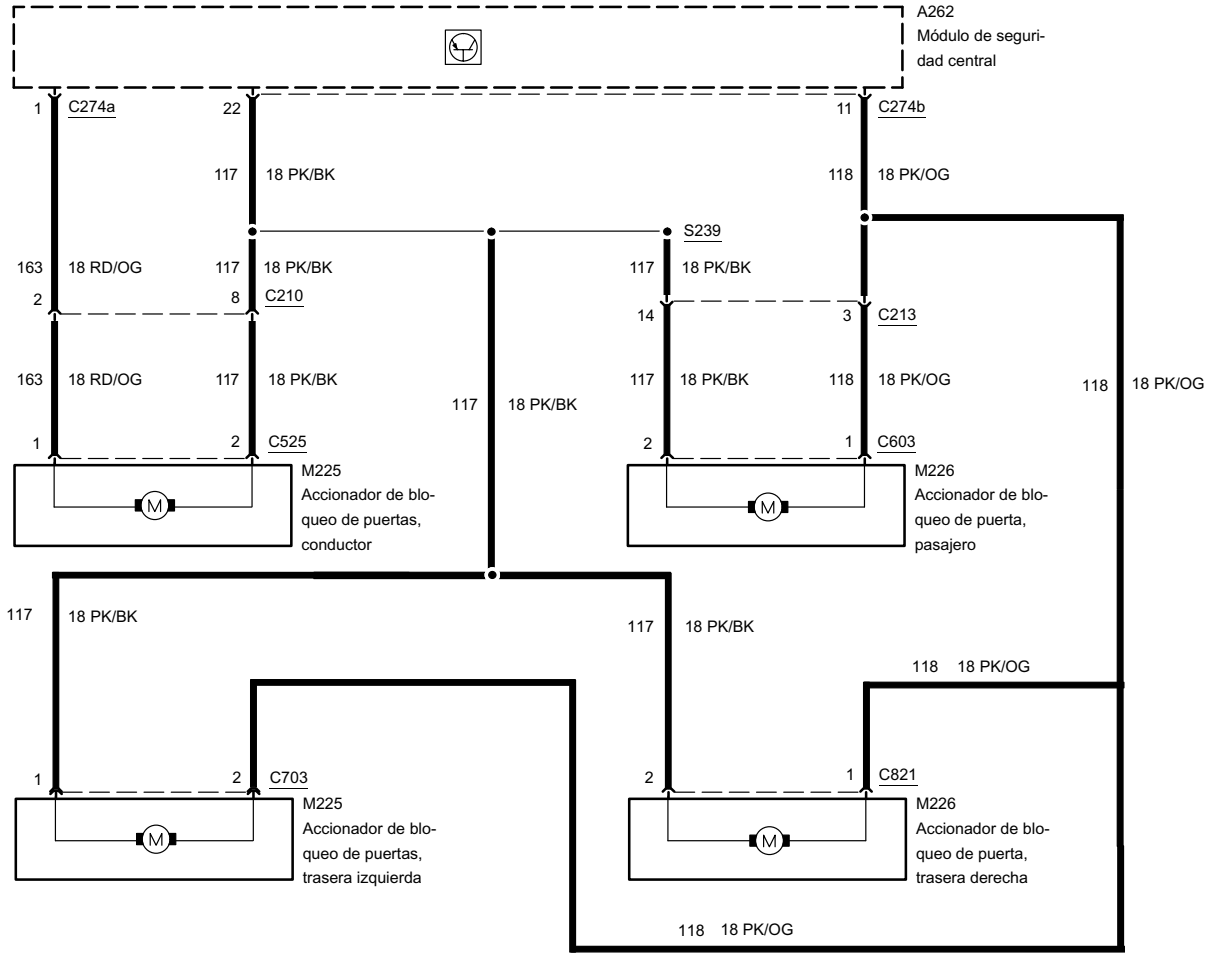 A262
Módulo de seguri-
dad central
1 C274a
22
11 C274b
117 18 PK/BK
118 18 PK/OG
S239
163 18 RD/OG
117 18 PK/BK
117 18 PK/BK
2
8 C210
14
3 C213
163 18 RD/OG
117 18 PK/BK
117 18 PK/BK
118 18 PK/OG
118 18 PK/OG
117 18 PK/BK
1
2 C525
2
1 C603
M225
Accionador de blo-
queo de puertas,
conductor
M226
Accionador de blo-
queo de puerta,
pasajero
M
M
117 18 PK/BK
117 18 PK/BK
118 18 PK/OG
1
2 C703
2
1 C821
M225
Accionador de blo-
queo de puertas,
trasera izquierda
M226
Accionador de blo-
queo de puerta,
trasera derecha
M
M
118 18 PK/OG